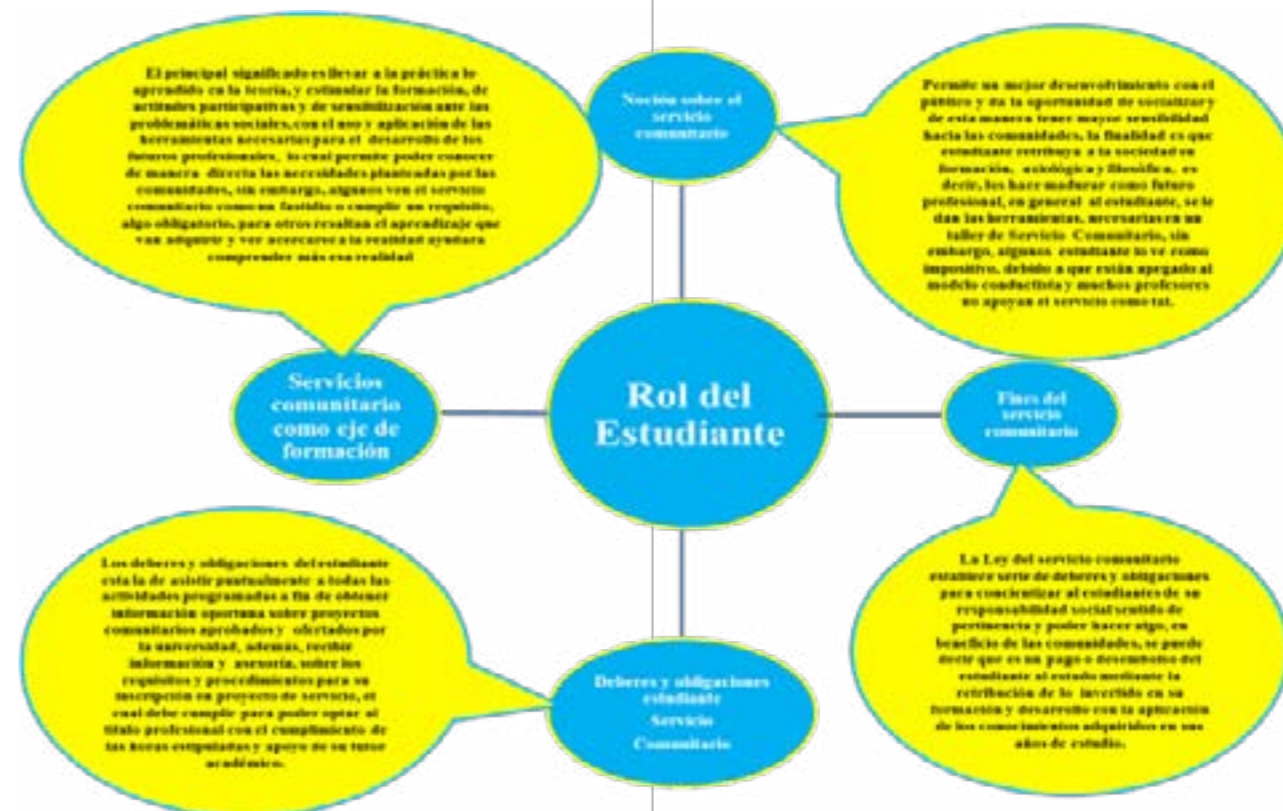 El principal significado es llevar a la práctica lo
aprendido en la teoría, y estimular la formación, de
actitudes participativas y de sensibilización ante las
problemáticas sociales, con el uso y aplicación de las
herramientas necesarias para el desarrollo de los
futuros profesionales, lo cual permite poder conocer
de manera directa las necesidades planteadas por las
comunidades, sin embargo, algunos ven el servicio
comunitario como un fastidio o cumplir un requisito,
algo obligatorio, para otros resaltan el aprendizaje que
van adquirir y ver acercarse a la realidad ayudara
comprender más esa realidad
Noción sobre el
servicio
comunitario
Permite un mejor desenvolvimiento con el
público y da la oportunidad de socializar y
de esta manera tener mayor sensibilidad
hacia las comunidades, la finalidad es que
estudiante retribuya a la sociedad su
formación, axiológica y filosófica, es
decir, les hace madurar como futuro
profesional, en general al estudiante, se le
dan las herramientas, necesarias en un
taller de Servicio Comunitario, sin
embargo, algunos estudiante lo ve como
impositivo, debido a que están apegado al
modelo conductista y muchos profesores
no apoyan el servicio como tal.
Servicios
comunitario
como eje de
formación
Rol del
Estudiante
Fines del
servicio
comunitario
Los deberes y obligaciones del estudiante
esta la de asistir puntualmente a todas las
actividades programadas a fin de obtener
información oportuna sobre proyectos
comunitarios aprobados y ofertados por
la universidad, además, recibir
información y asesoría, sobre los
requisitos y procedimientos para su
inscripción en proyecto de servicio, el
cual debe cumplir para poder optar al
título profesional con el cumplimiento de
las horas estipuladas y apoyo de su tutor
académico.
Deberes y obligaciones
estudiante
Servicio
Comunitario
La Ley del servicio comunitario
establece serie de deberes y obligaciones
para concientizar al estudiantes de su
responsabilidad social sentido de
pertinencia y poder hacer algo, en
beneficio de las comunidades, se puede
decir que es un pago o desembolso del
estudiante al estado mediante la
retribución de lo invertido en su
formación y desarrollo con la aplicación
de los conocimientos adquiridos en sus
años de estudio.